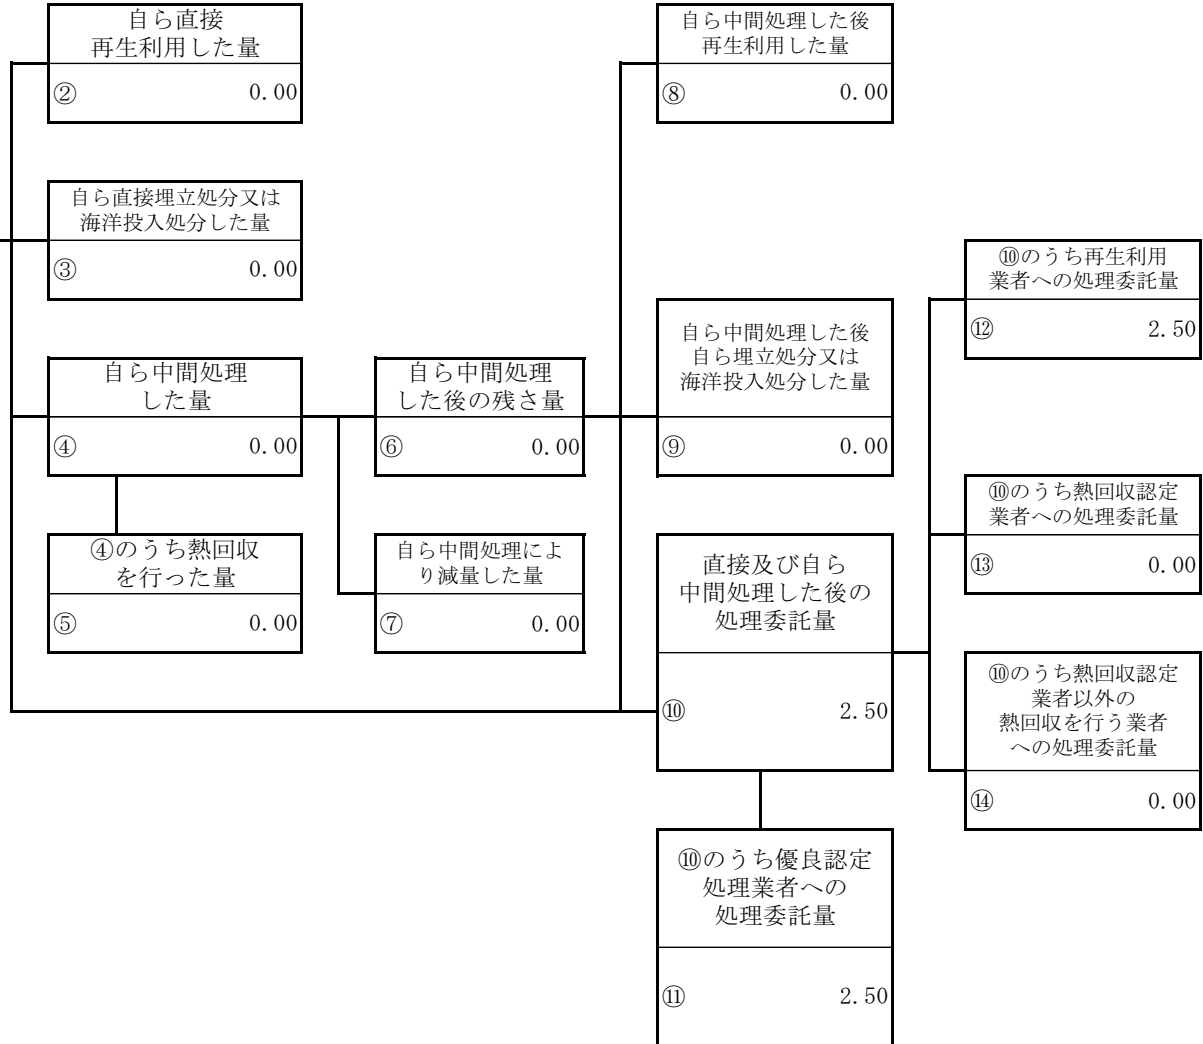 自ら直接
再生利用した量
② 0.00
自ら中間処理した後
再生利用した量
⑧ 0.00
自ら直接埋立処分又は
海洋投入処分した量
③ 0.00
⑩のうち再生利用
業者への処理委託量
⑫ 2.50
自ら中間処理した後
自ら埋立処分又は
海洋投入処分した量
⑨ 0.00
自ら中間処理
した量
④ 0.00
自ら中間処理
した後の残さ量
⑥ 0.00
⑩のうち熱回収認定
業者への処理委託量
⑬ 0.00
④のうち熱回収
を行った量
⑤ 0.00
自ら中間処理によ
り減量した量
⑦ 0.00
直接及び自ら
中間処理した後の
処理委託量
⑩ 2.50
⑩のうち熱回収認定
業者以外の
熱回収を行う業者
への処理委託量
⑭ 0.00
⑩のうち優良認定
処理業者への
処理委託量
⑪ 2.50